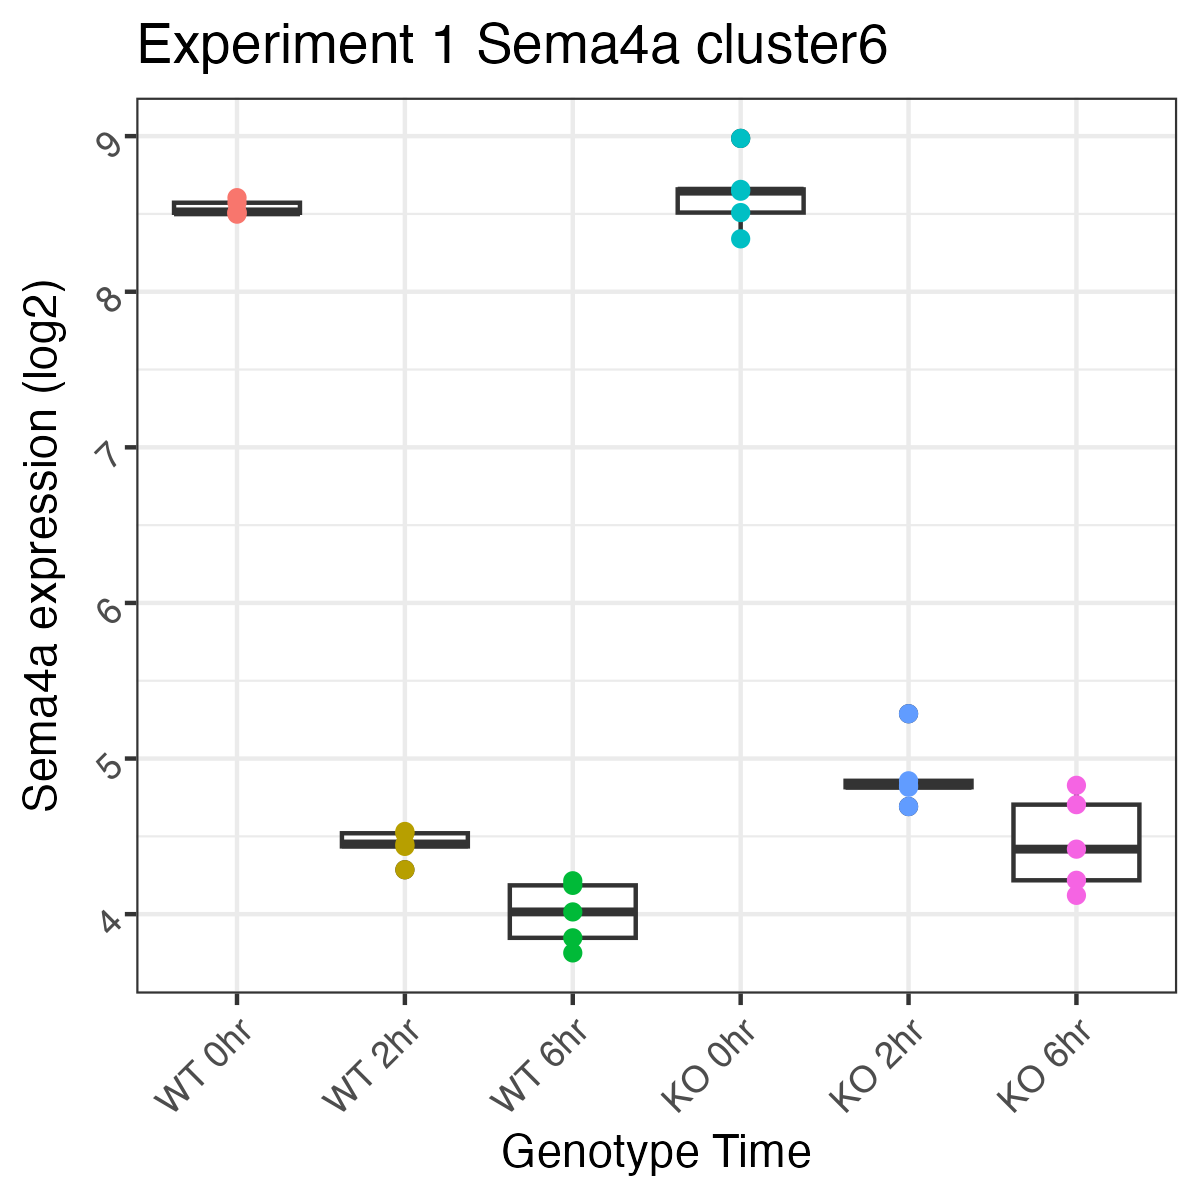 Experiment 1 Sema4a cluster6
Sema4a expression (log2)
9
8
7
6
5
4
WT 0hr
WT 2hr
WT 6hr
KO 0hr
KO 2hr
KO 6hr
Genotype Time